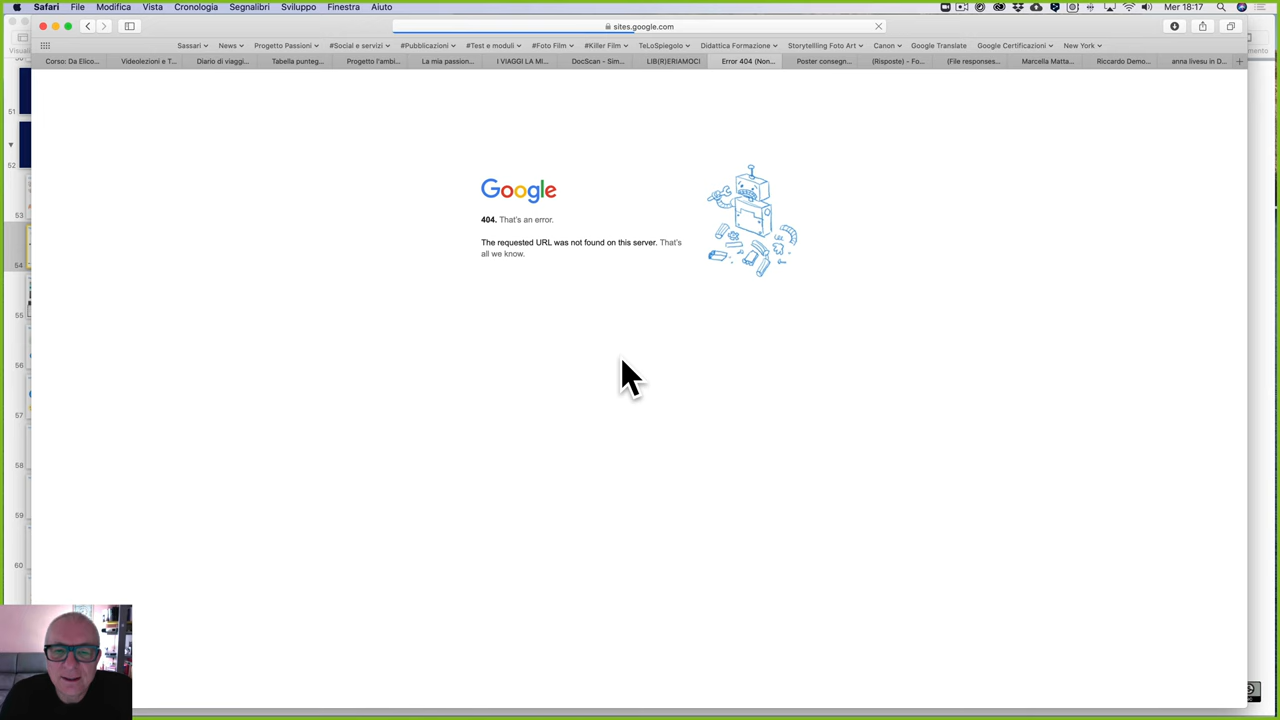 Safari File Modifica Vista Cronologia Segnalibri Sviluppo Finestra Aiuto Mer 18:17
sites.google.com
Sassari News Progetto Passioni #Social e servizi #Pubblicazioni #Test e moduli #Foto Film #Killer Film TeLoSpiegolo Didattica Formazione Storytelling Foto Art Canon Google Translate Google Certificazioni New York
Corso: Da Elico... Videolezioni e T... Diario di viaggi... Tabella punteg... Progetto l'ambi... La mia passion... I VIAGGI LA MI... DocScan - Sim... LIB(R)ERIAMOCI Error 404 (Non... Poster consegn... (Risposte) - Fo... (File responses... Marcella Matta... Riccardo Demo... anna livesu in D...
51
52
53
54
55
56
57
58
59
60
Google
404. That's an error.
The requested URL was not found on this server. That's
all we know.